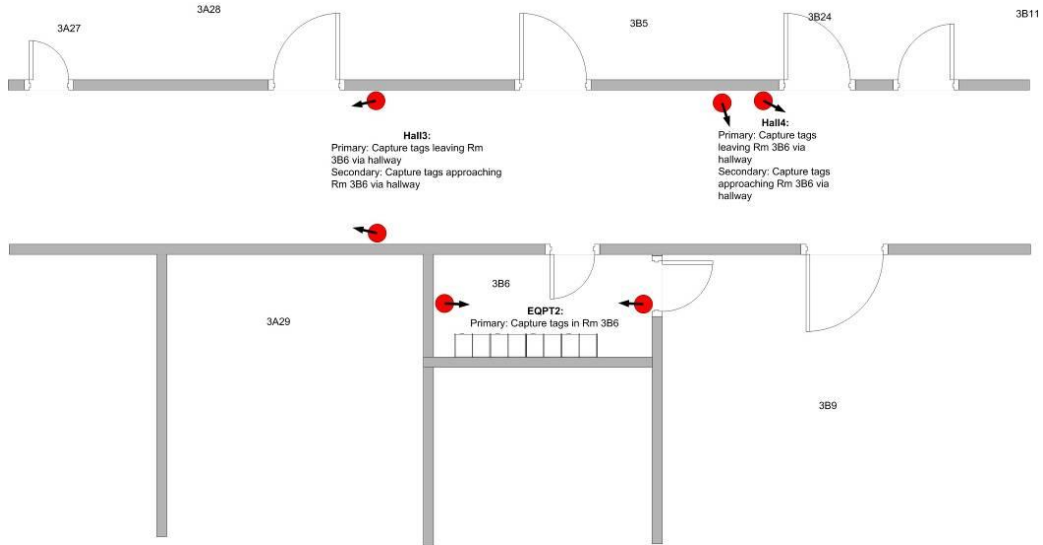 3A27
3A28
3B5
3B24
3B11
Hall3:
Primary: Capture tags leaving Rm
3B6 via hallway
Secondary: Capture tags approaching
Rm 3B6 via hallway
Hall4:
Primary: Capture tags
leaving Rm 3B6 via
hallway
Secondary: Capture tags
approaching Rm 3B6 via
hallway
3B6
EQPT2:
Primary: Capture tags in Rm 3B6
3A29
3B9